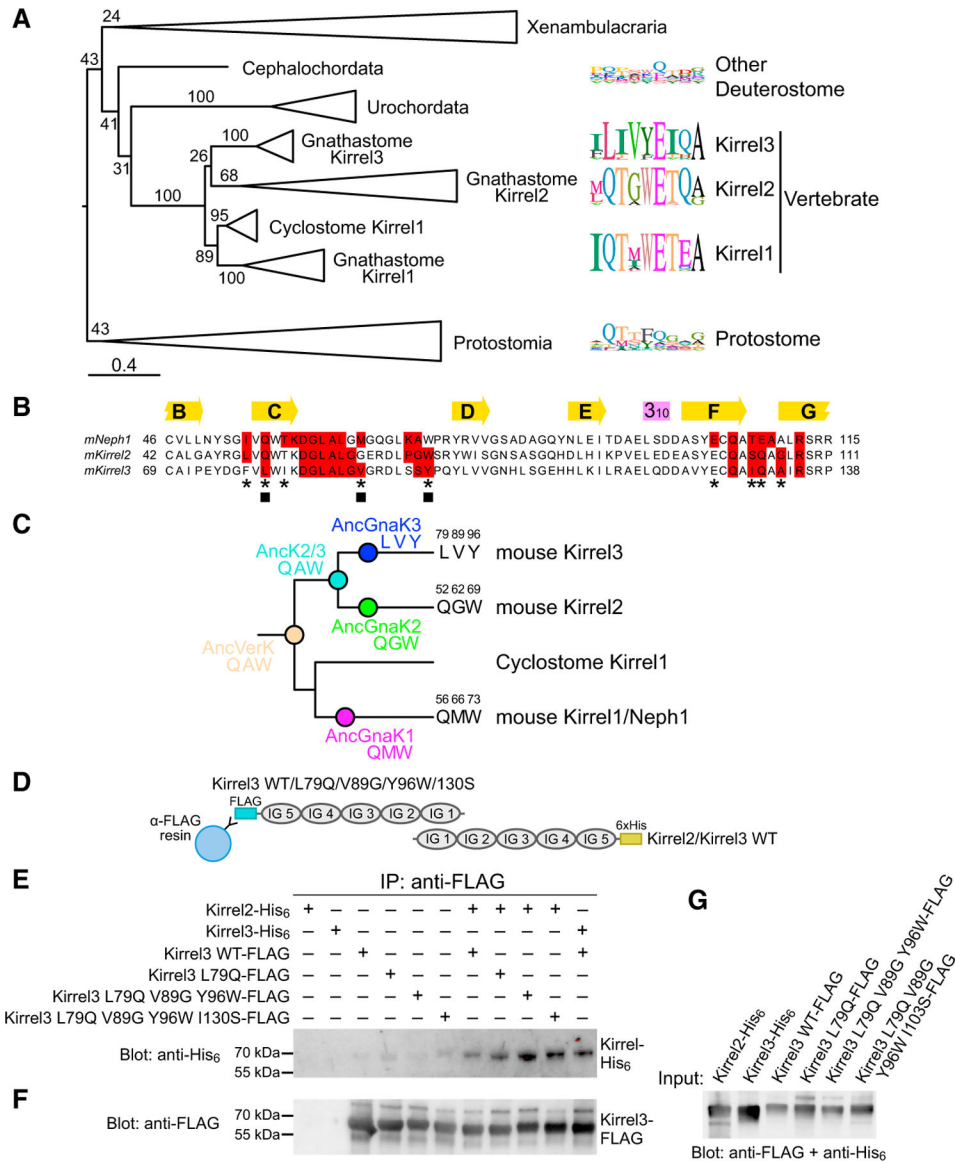 A
24
Xenambulacraria
43
Cephalochordata
Other
Deuterostome
100
Urochordata
41
100
Gnathostome
Kirrel3
ILIVYEIQA
Kirrel3
26
31
68
Gnathostome
Kirrel2
MQTGWETQA
Kirrel2
Vertebrate
100
95
Cyclostome Kirrel1
IQTMWETEA
Kirrel1
89
100
Gnathostome
Kirrel1
43
Protostomia
Protostome
0.4
B
B C D E 3₁₀ F G
mNeph1 46 CVLLNYSGIVQWTKDGLALGMGQGLKAWPRYRVVGSADAGQYNLEITDAELSDDASYECQATEAALRSRR 115
mKirrel2 42 CALGAYRGLVQWTKDGLALGGERDLPGWSRYWISGNSASGQHDLHIKPVELEDEASYECQASQAGLRSRP 111
mKirrel3 69 CAIPEYDGFVLWIKDGLALGVGRDLSSYPQYLVVGNHLSGEHHLKILRAELQDDAVYECQAIQAAIRSRP 138
* * * * * * * * *
C
AncGnaK3
LVY
79 89 96
LVY
mouse Kirrel3
AncK2/3
QAW
52 62 69
QGW
mouse Kirrel2
AncGnaK2
QGW
AncVerK
QAW
Cyclostome Kirrel1
56 66 73
QMW
mouse Kirrel1/Neph1
AncGnaK1
QMW
D
Kirrel3 WT/L79Q/V89G/Y96W/130S
FLAG
α-FLAG
resin
IG 5 IG 4 IG 3 IG 2 IG 1
IG 1 IG 2 IG 3 IG 4 IG 5
6xHis
Kirrel2/Kirrel3 WT
E
IP: anti-FLAG
Kirrel2-His₆ + – – – – – + + + + –
Kirrel3-His₆ – + – – – – – – – – +
Kirrel3 WT-FLAG – – + – – – + – – – +
Kirrel3 L79Q-FLAG – – – + – – – + – – –
Kirrel3 L79Q V89G Y96W-FLAG – – – – + – – – + – –
Kirrel3 L79Q V89G Y96W I130S-FLAG – – – – – + – – – + –
Blot: anti-His₆
70 kDa
55 kDa
Kirrel-
His₆
F
Blot: anti-FLAG
70 kDa
55 kDa
Kirrel3-
FLAG
G
Input:
Kirrel2-His₆
Kirrel3-His₆
Kirrel3 WT-FLAG
Kirrel3 L79Q-FLAG
Kirrel3 L79Q V89G Y96W-FLAG
Kirrel3 L79Q V89G
Y96W I103S-FLAG
Blot: anti-FLAG + anti-His₆